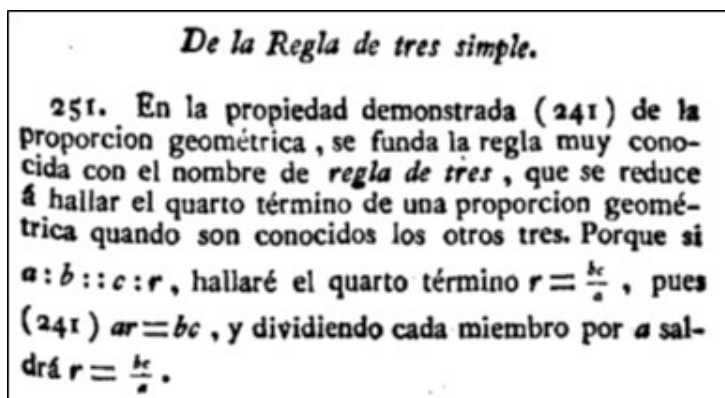 De la Regla de tres simple.
251. En la propiedad demonstrada (241) de la
proporcion geométrica, se funda la regla muy cono-
cida con el nombre de regla de tres, que se reduce
á hallar el quarto término de una proporcion geomé-
trica quando son conocidos los otros tres. Porque si
a : b :: c : r, hallaré el quarto término r = bc/a, pues
(241) ar = bc, y dividiendo cada miembro por a sal-
drá r = bc/a.